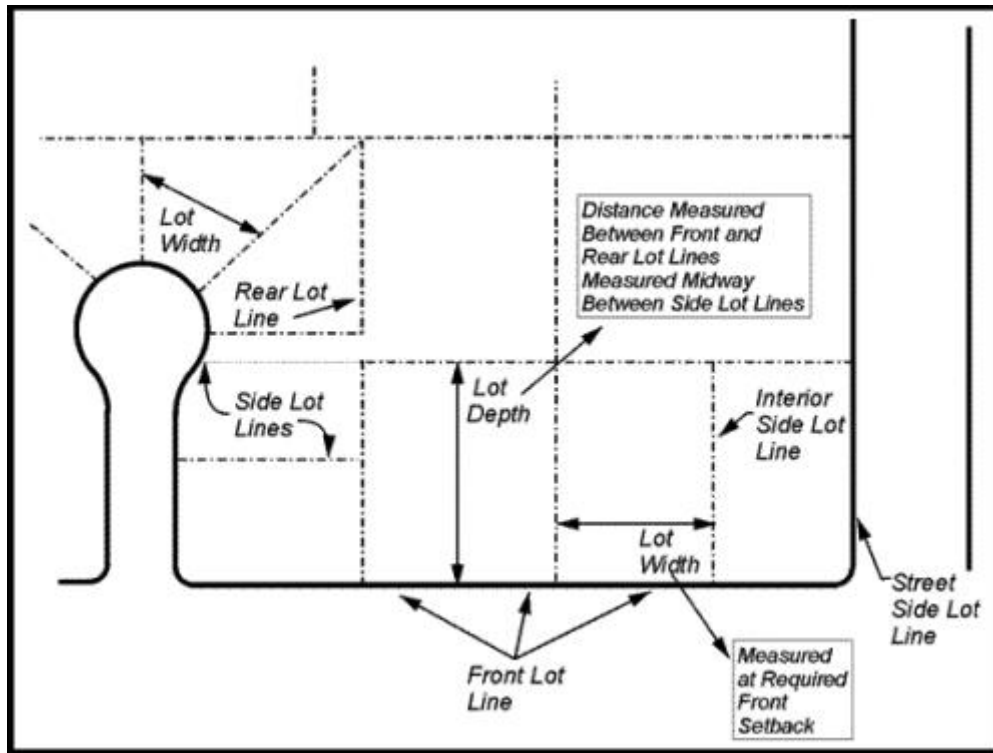 Lot
Width
Rear Lot
Line
Distance Measured
Between Front and
Rear Lot Lines
Measured Midway
Between Side Lot Lines
Side Lot
Lines
Lot
Depth
Interior
Side Lot
Line
Lot
Width
Street
Side Lot
Line
Front Lot
Line
Measured
at Required
Front
Setback